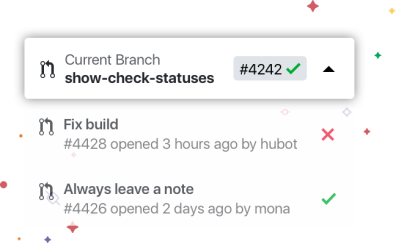 Current Branch
show-check-statuses
#4242
Fix build
#4428 opened 3 hours ago by hubot
Always leave a note
#4426 opened 2 days ago by mona